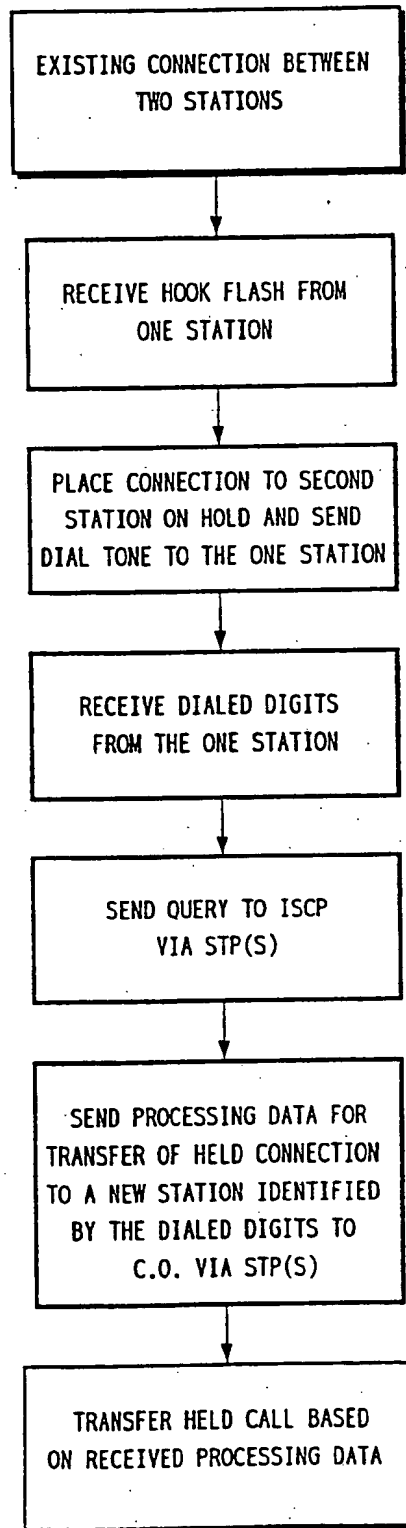 EXISTING CONNECTION BETWEEN
TWO STATIONS
RECEIVE HOOK FLASH FROM
ONE STATION
PLACE CONNECTION TO SECOND
STATION ON HOLD AND SEND
DIAL TONE TO THE ONE STATION
RECEIVE DIALED DIGITS
FROM THE ONE STATION
SEND QUERY TO ISCP
VIA STP(S)
SEND PROCESSING DATA FOR
TRANSFER OF HELD CONNECTION
TO A NEW STATION IDENTIFIED
BY THE DIALED DIGITS TO
C.O. VIA STP(S)
TRANSFER HELD CALL BASED
ON RECEIVED PROCESSING DATA